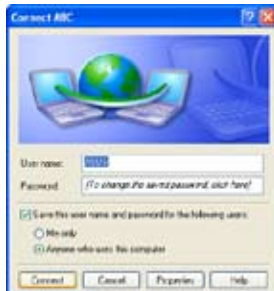 Connect ABC
User name:
Password:
[To change the saved password, click here]
Save this user name and password for the following users:
Me only
Anyone who uses this computer
Connect
Cancel
Properties
Help